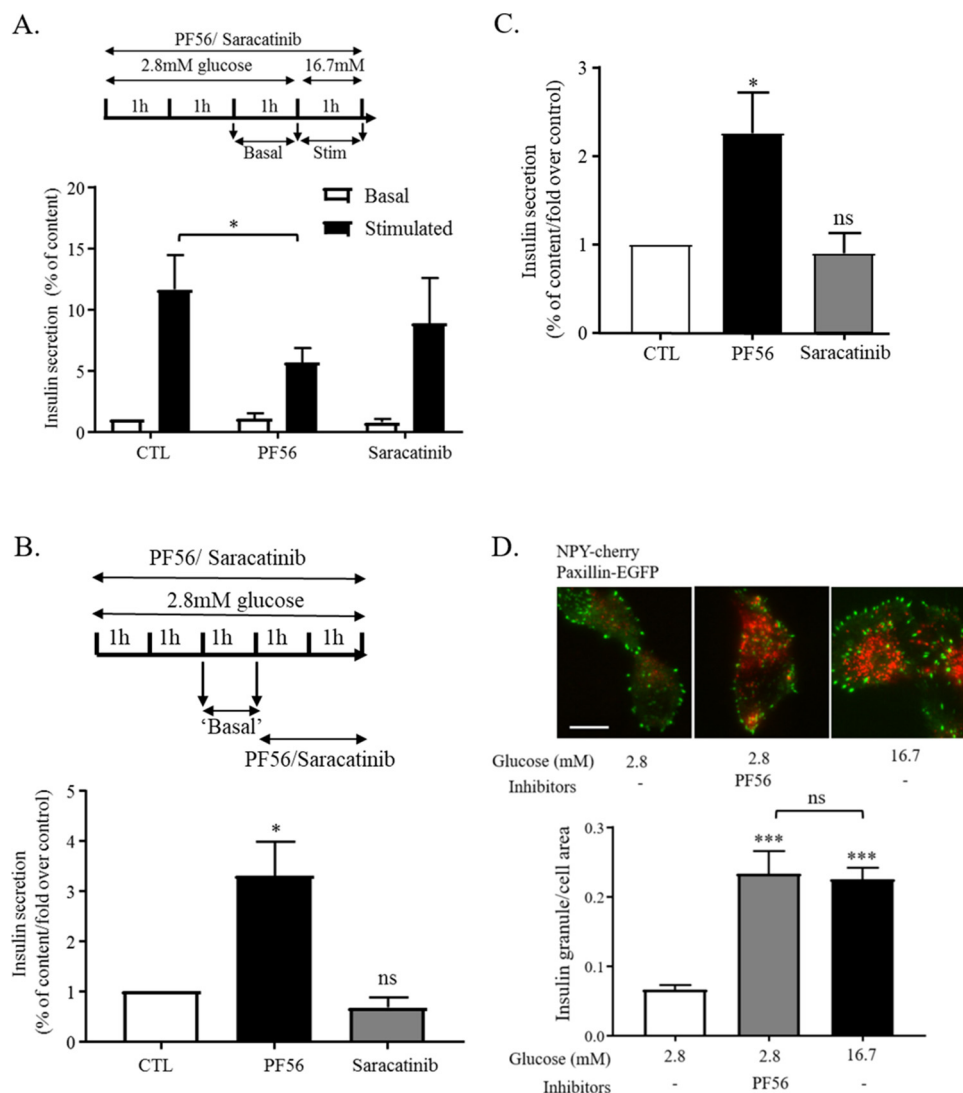 A.
PF56/ Saracatinib
2.8mM glucose 16.7mM
1h 1h 1h 1h
Basal Stim
Basal
Stimulated
*
Insulin secretion (% of content)
20
15
10
5
0
CTL PF56 Saracatinib
B.
PF56/ Saracatinib
2.8mM glucose
1h 1h 1h 1h 1h
'Basal'
PF56/Saracatinib
Insulin secretion
(% of content/fold over control)
5
4
3
2
1
0
*
ns
CTL PF56 Saracatinib
C.
Insulin secretion
(% of content/fold over control)
3
2
1
0
*
ns
CTL PF56 Saracatinib
D.
NPY-cherry
Paxillin-EGFP
Glucose (mM) 2.8 2.8 16.7
Inhibitors - PF56 -
ns
*** ***
Insulin granule/cell area
0.3
0.2
0.1
0.0
Glucose (mM) 2.8 2.8 16.7
Inhibitors - PF56 -